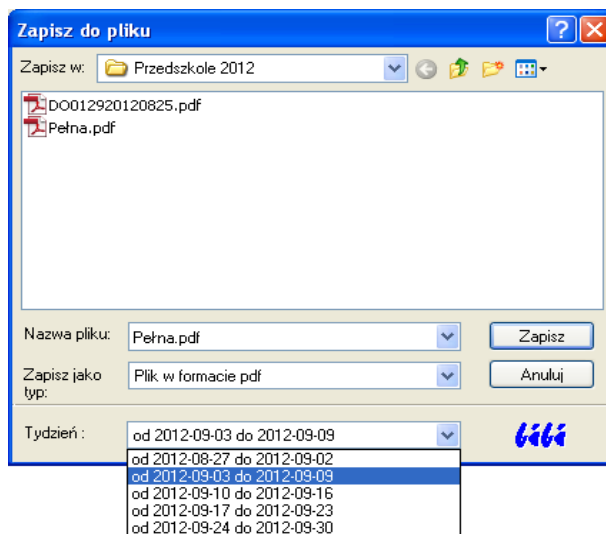 Zapisz do pliku
Zapisz w: Przedszkole 2012
DO012920120825.pdf
Pełna.pdf
Nazwa pliku: Pełna.pdf Zapisz
Zapisz jako typ: Plik w formacie pdf Anuluj
Tydzień : od 2012-09-03 do 2012-09-09
od 2012-08-27 do 2012-09-02
od 2012-09-03 do 2012-09-09
od 2012-09-10 do 2012-09-16
od 2012-09-17 do 2012-09-23
od 2012-09-24 do 2012-09-30